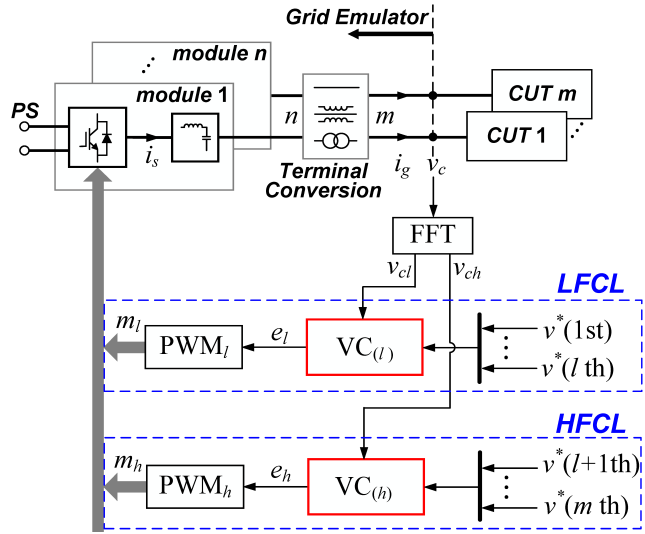 Grid Emulator
module n
module 1
PS
CUT m
CUT 1
n
m
i_s
Terminal
Conversion
i_g
v_c
FFT
v_cl
v_ch
LFCL
m_l
PWM_l
e_l
VC_(l)
v*(1st)
v*(l th)
HFCL
m_h
PWM_h
e_h
VC_(h)
v*(l+1th)
v*(m th)